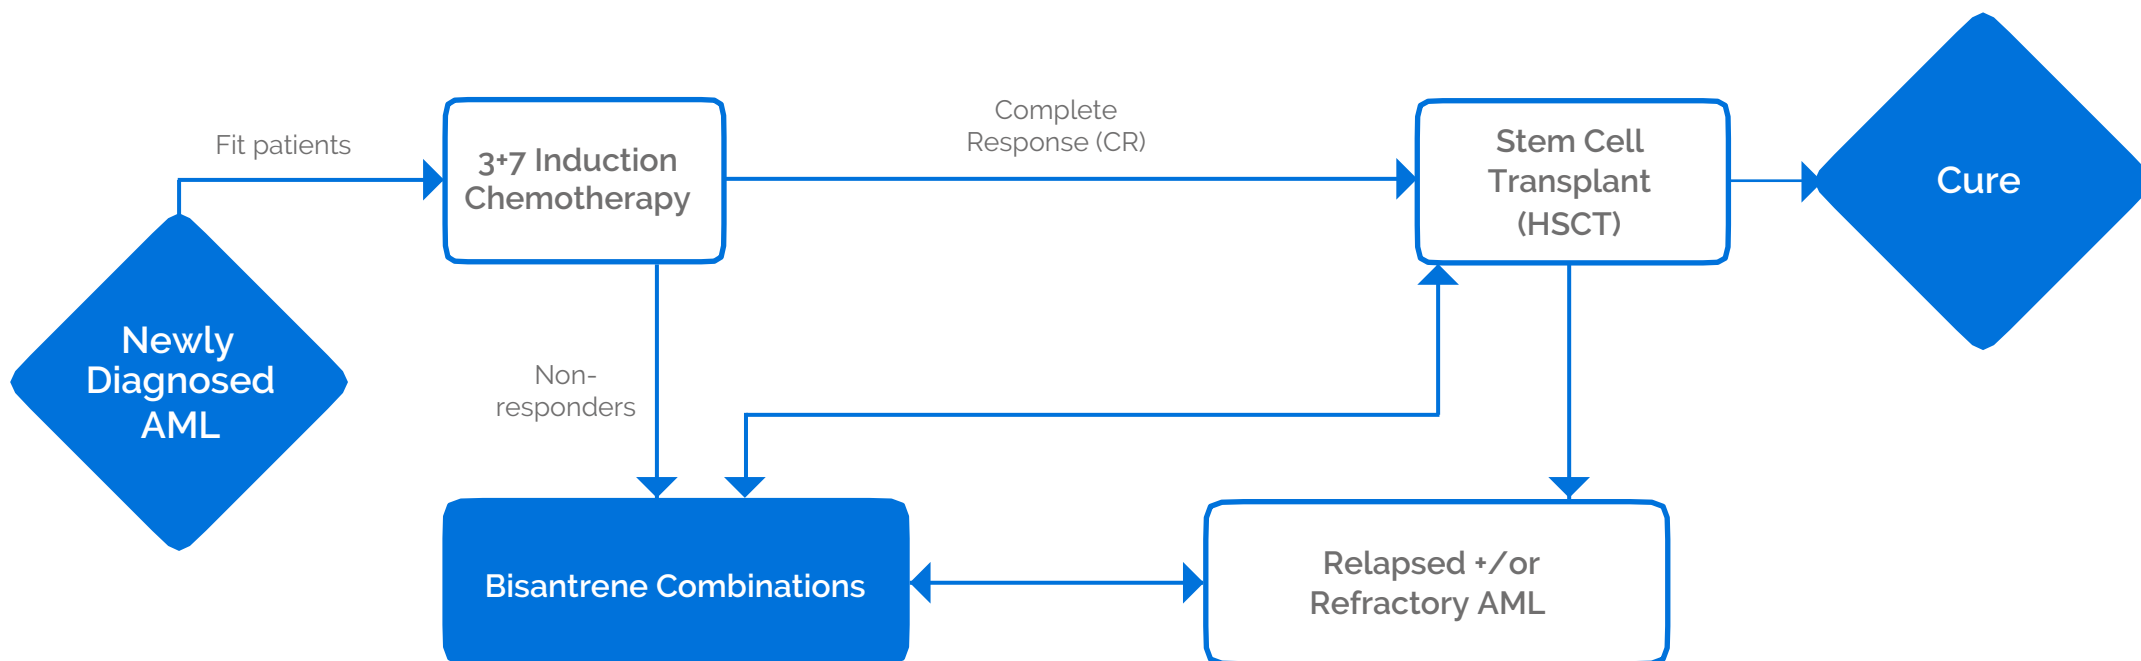 Fit patients
3+7 Induction
Chemotherapy
Complete
Response (CR)
Stem Cell
Transplant
(HSCT)
Cure
Newly
Diagnosed
AML
Non-
responders
Bisantrene Combinations
Relapsed +/or
Refractory AML